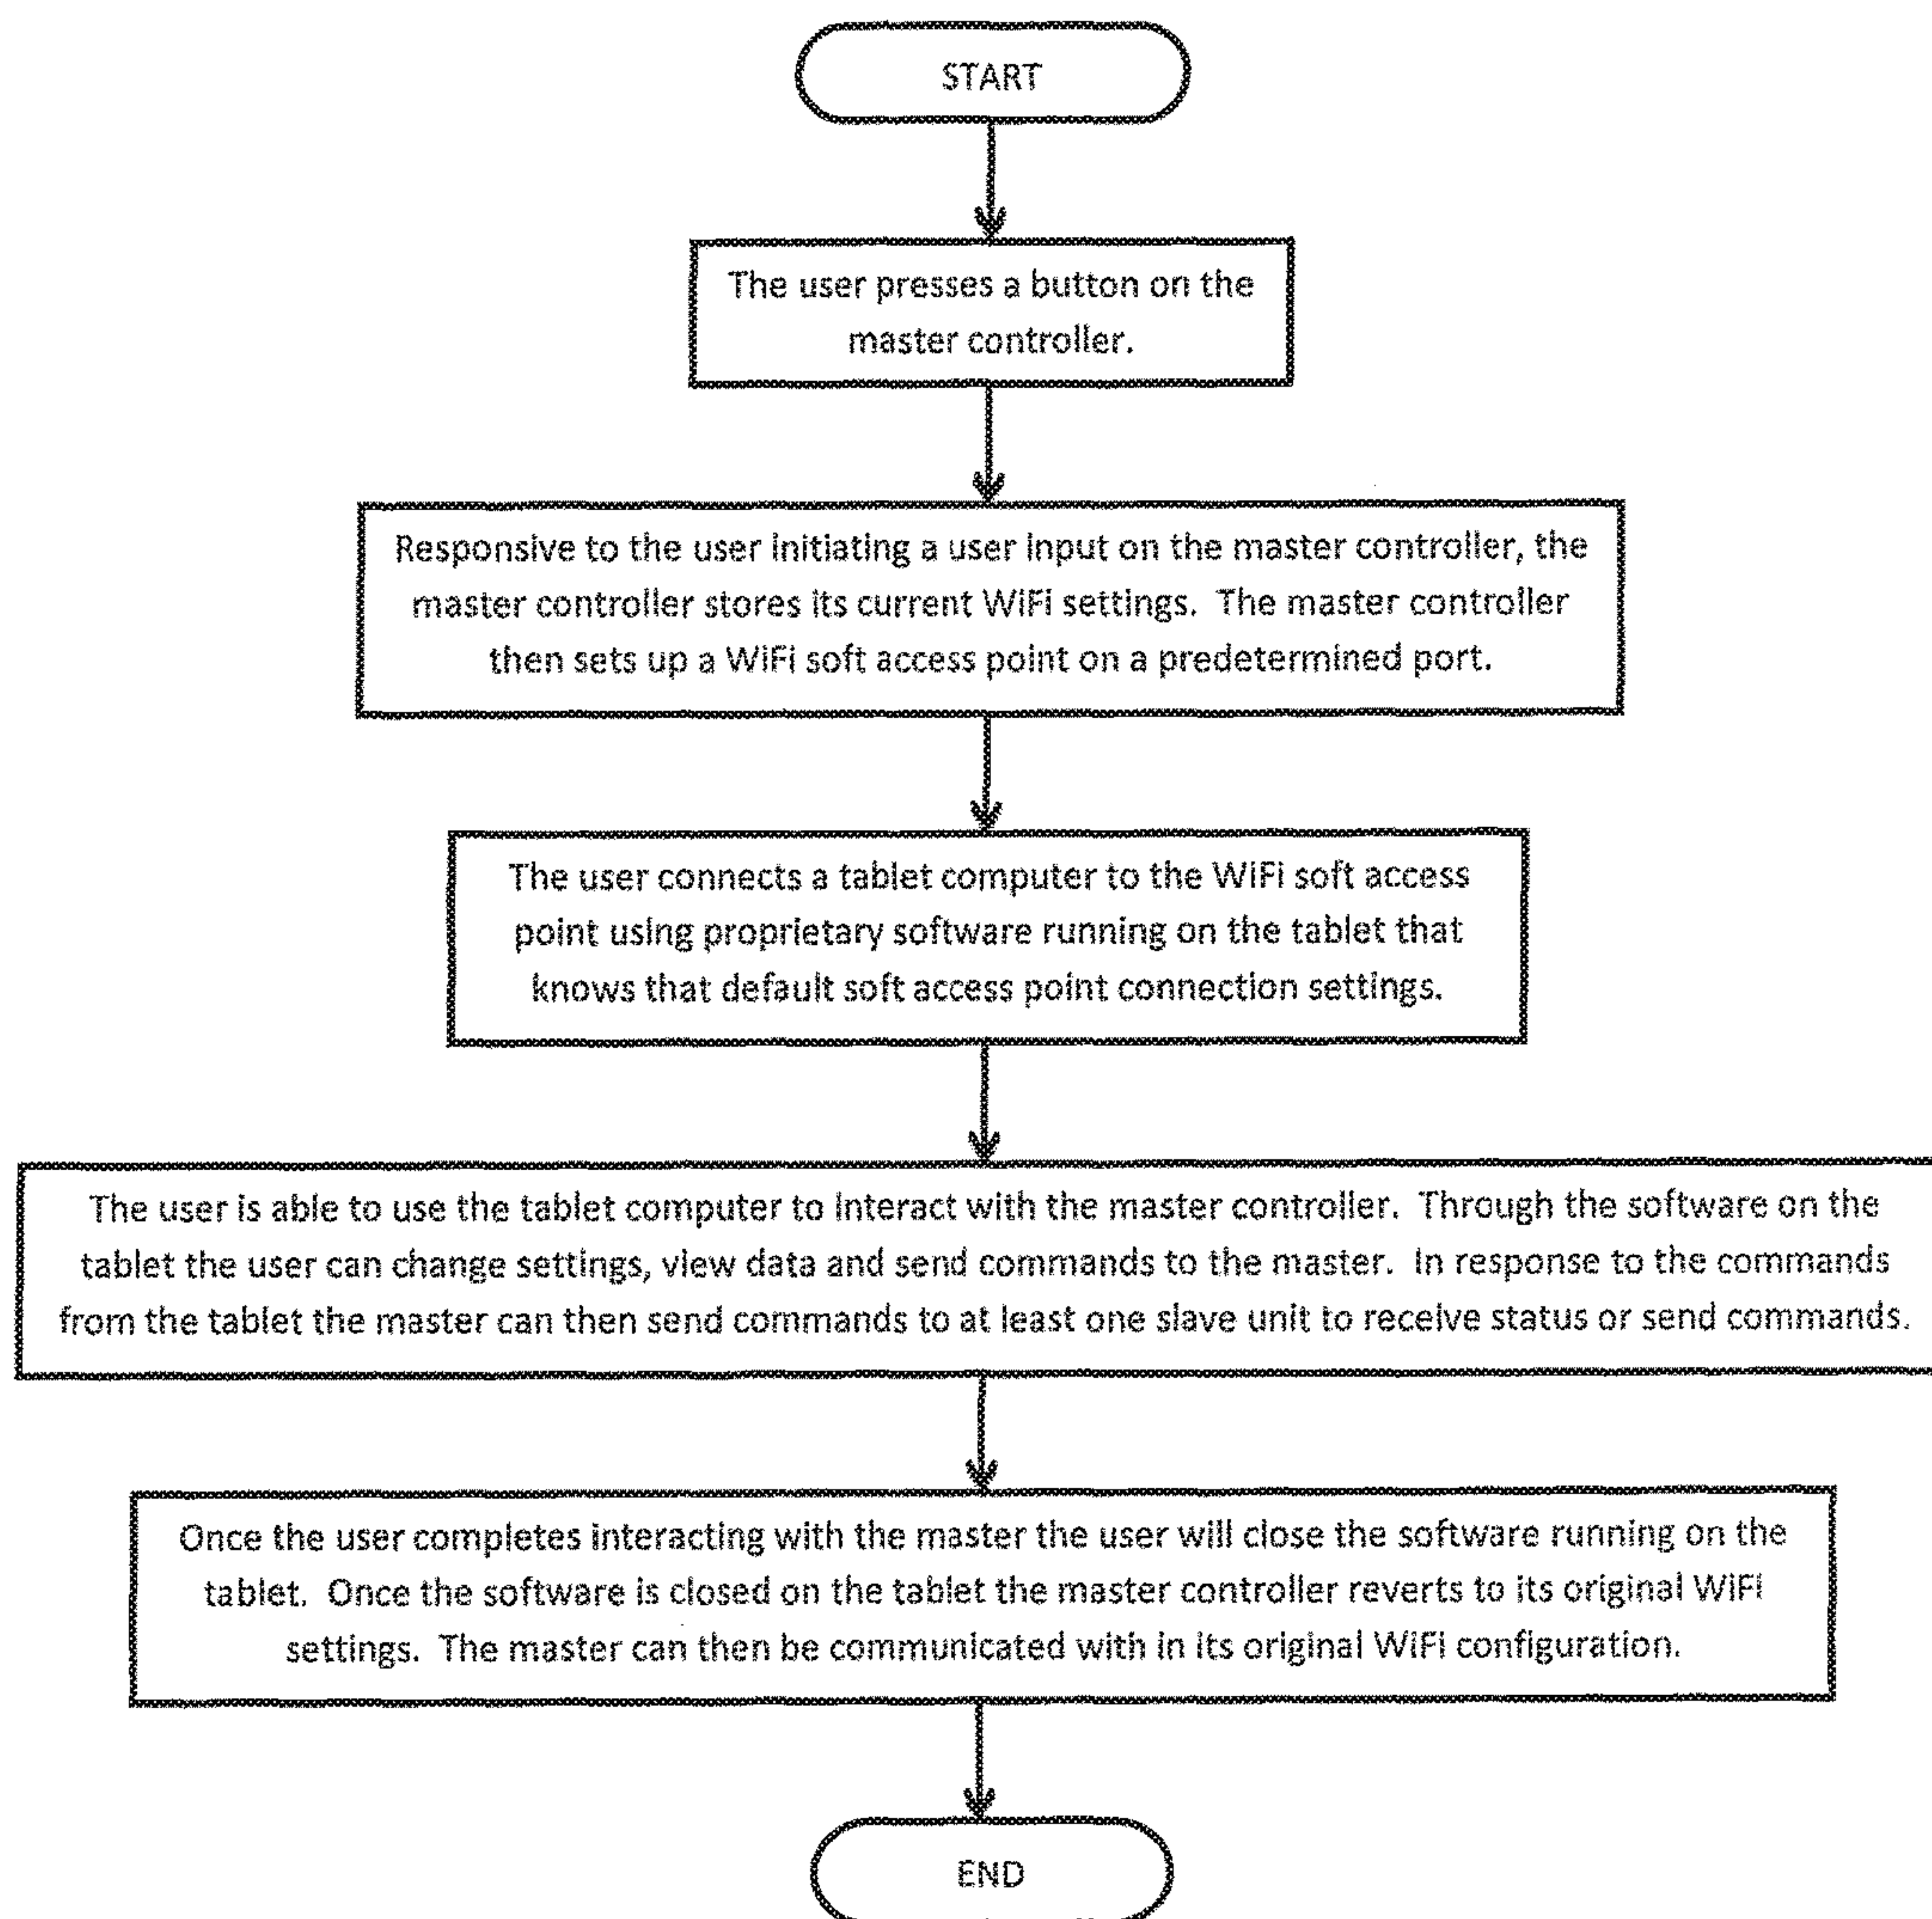 START
The user presses a button on the
master controller.
Responsive to the user initiating a user input on the master controller, the
master controller stores its current WiFi settings.  The master controller
then sets up a WiFi soft access point on a predetermined port.
The user connects a tablet computer to the WiFi soft access
point using proprietary software running on the tablet that
knows that default soft access point connection settings.
The user is able to use the tablet computer to interact with the master controller.  Through the software on the
tablet the user can change settings, view data and send commands to the master.  In response to the commands
from the tablet the master can then send commands to at least one slave unit to receive status or send commands.
Once the user completes interacting with the master the user will close the software running on the
tablet.  Once the software is closed on the tablet the master controller reverts to its original WiFi
settings.  The master can then be communicated with in its original WiFi configuration.
END